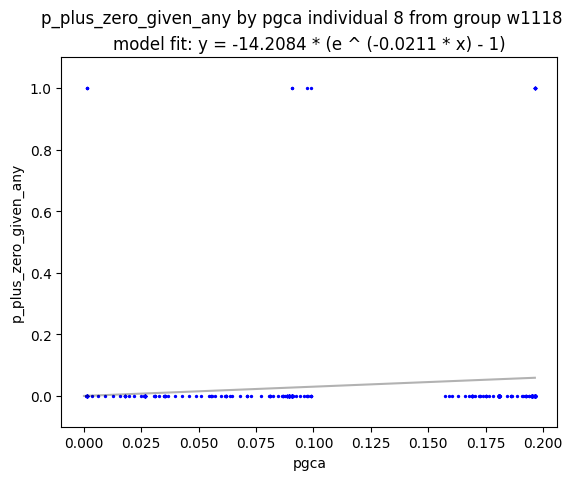 p_plus_zero_given_any by pgca individual 8 from group w1118
model fit: y = -14.2084 * (e ^ (-0.0211 * x) - 1)
1.0
0.8
0.6
0.4
0.2
0.0
p_plus_zero_given_any
0.000 0.025 0.050 0.075 0.100 0.125 0.150 0.175 0.200
pgca